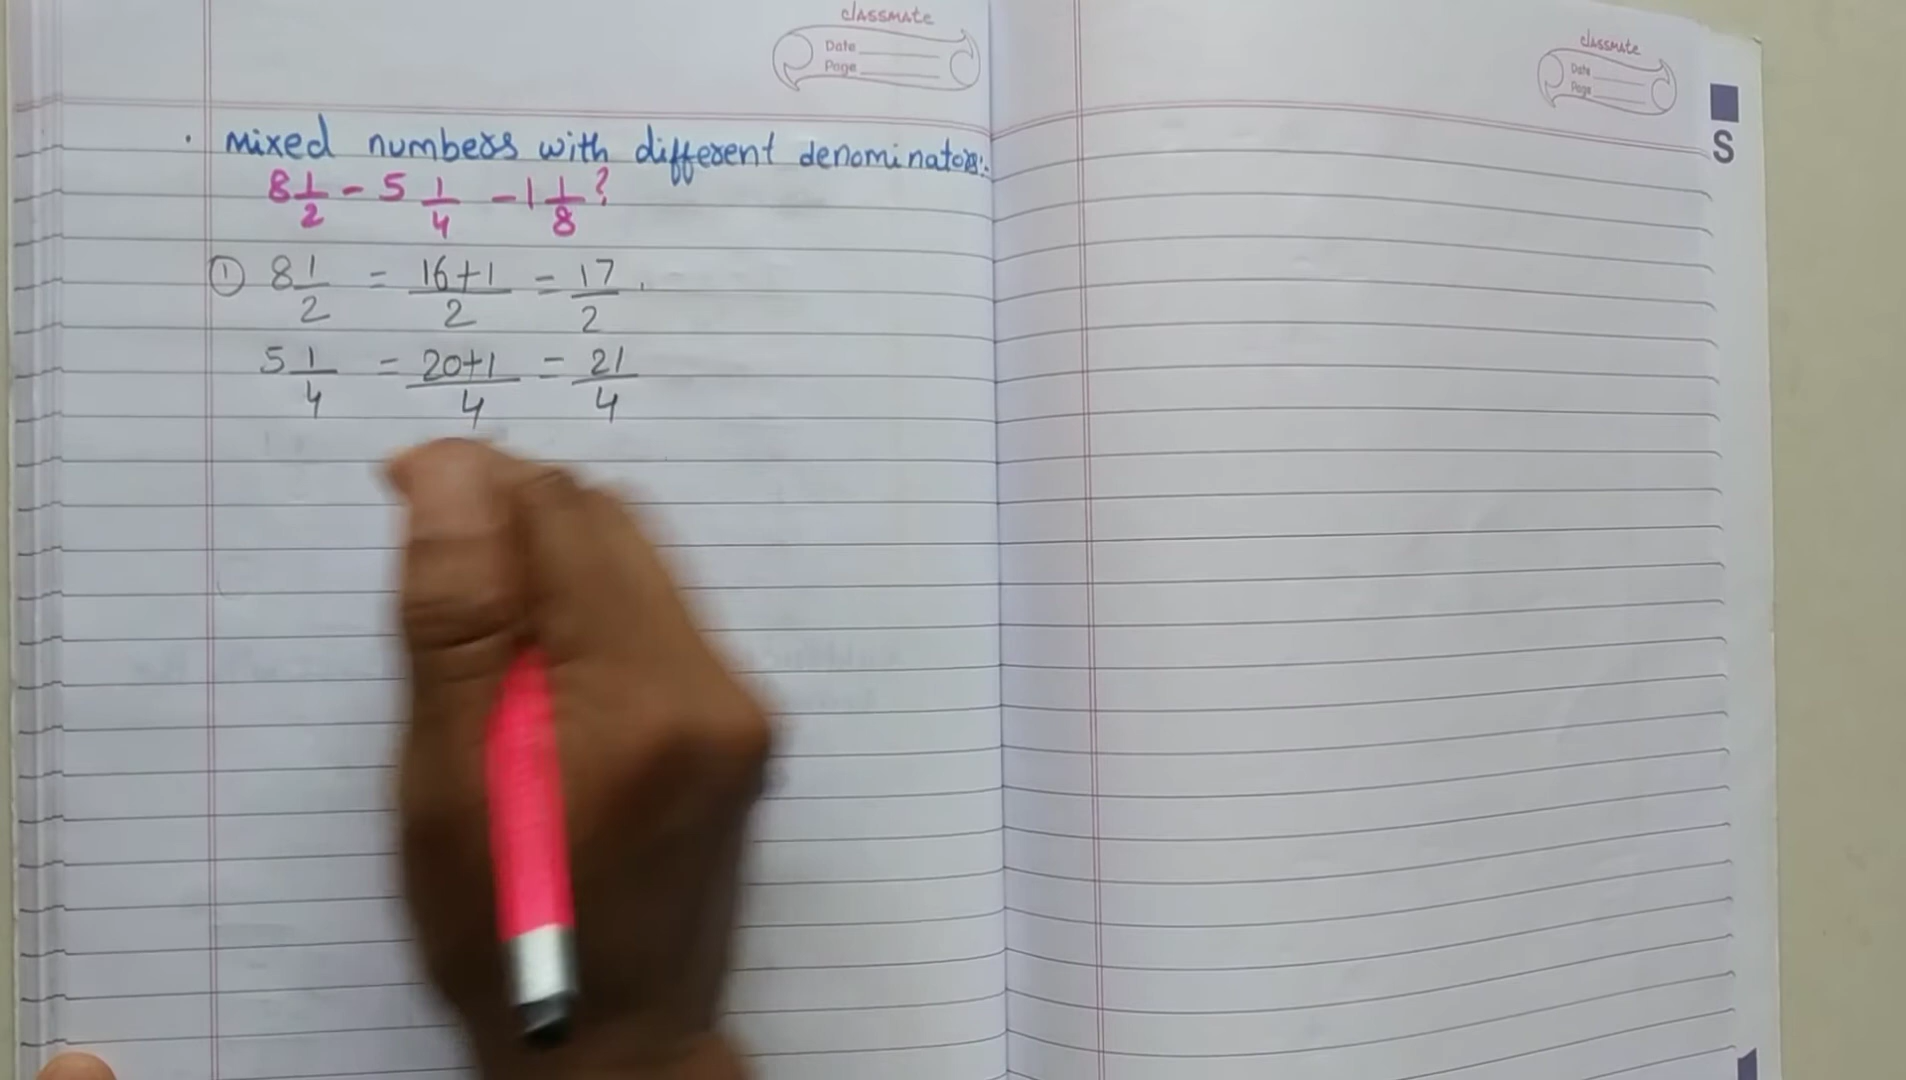 classmate
Date
Page
classmate
Date
Page
S
. mixed numbers with different denominators:.
8 1/2 - 5 1/4 - 1 1/8 ?
① 8 1/2 = 16+1/2 = 17/2 .
5 1/4 = 20+1/4 = 21/4